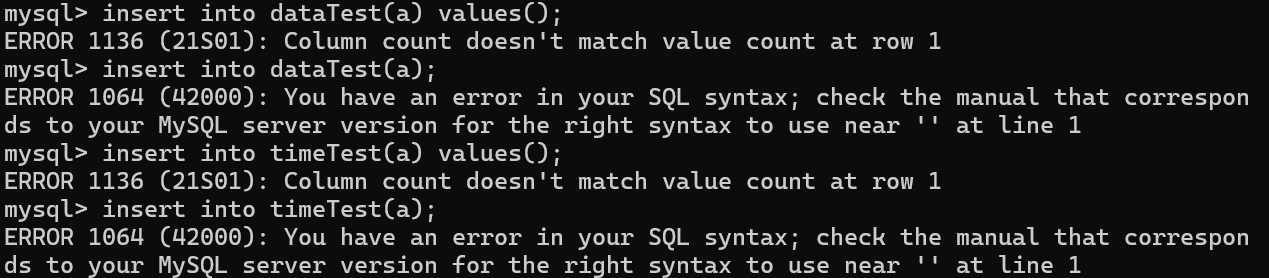 mysql> insert into dataTest(a) values();
ERROR 1136 (21S01): Column count doesn't match value count at row 1
mysql> insert into dataTest(a);
ERROR 1064 (42000): You have an error in your SQL syntax; check the manual that correspon
ds to your MySQL server version for the right syntax to use near '' at line 1
mysql> insert into timeTest(a) values();
ERROR 1136 (21S01): Column count doesn't match value count at row 1
mysql> insert into timeTest(a);
ERROR 1064 (42000): You have an error in your SQL syntax; check the manual that correspon
ds to your MySQL server version for the right syntax to use near '' at line 1